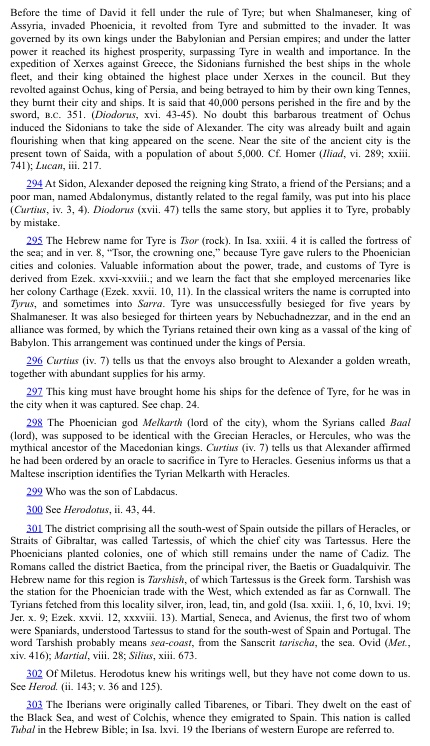 Before the time of David it fell under the rule of Tyre; but when Shalmaneser, king of
Assyria, invaded Phoenicia, it revolted from Tyre and submitted to the invader. It was
governed by its own kings under the Babylonian and Persian empires; and under the latter
power it reached its highest prosperity, surpassing Tyre in wealth and importance. In the
expedition of Xerxes against Greece, the Sidonians furnished the best ships in the whole
fleet, and their king obtained the highest place under Xerxes in the council. But they
revolted against Ochus, king of Persia, and being betrayed to him by their own king Tennes,
they burnt their city and ships. It is said that 40,000 persons perished in the fire and by the
sword, B.C. 351. (Diodorus, xvi. 43-45). No doubt this barbarous treatment of Ochus
induced the Sidonians to take the side of Alexander. The city was already built and again
flourishing when that king appeared on the scene. Near the site of the ancient city is the
present town of Saida, with a population of about 5,000. Cf. Homer (Iliad, vi. 289; xxiii.
741); Lucan, iii. 217.
294 At Sidon, Alexander deposed the reigning king Strato, a friend of the Persians; and a
poor man, named Abdalonymus, distantly related to the regal family, was put into his place
(Curtius, iv. 3, 4). Diodorus (xvii. 47) tells the same story, but applies it to Tyre, probably
by mistake.
295 The Hebrew name for Tyre is Tsor (rock). In Isa. xxiii. 4 it is called the fortress of
the sea; and in ver. 8, “Tsor, the crowning one,” because Tyre gave rulers to the Phoenician
cities and colonies. Valuable information about the power, trade, and customs of Tyre is
derived from Ezek. xxvi-xxviii.; and we learn the fact that she employed mercenaries like
her colony Carthage (Ezek. xxvii. 10, 11). In the classical writers the name is corrupted into
Tyrus, and sometimes into Sarra. Tyre was unsuccessfully besieged for five years by
Shalmaneser. It was also besieged for thirteen years by Nebuchadnezzar, and in the end an
alliance was formed, by which the Tyrians retained their own king as a vassal of the king of
Babylon. This arrangement was continued under the kings of Persia.
296 Curtius (iv. 7) tells us that the envoys also brought to Alexander a golden wreath,
together with abundant supplies for his army.
297 This king must have brought home his ships for the defence of Tyre, for he was in
the city when it was captured. See chap. 24.
298 The Phoenician god Melkarth (lord of the city), whom the Syrians called Baal
(lord), was supposed to be identical with the Grecian Heracles, or Hercules, who was the
mythical ancestor of the Macedonian kings. Curtius (iv. 7) tells us that Alexander affirmed
he had been ordered by an oracle to sacrifice in Tyre to Heracles. Gesenius informs us that a
Maltese inscription identifies the Tyrian Melkarth with Heracles.
299 Who was the son of Labdacus.
300 See Herodotus, ii. 43, 44.
301 The district comprising all the south-west of Spain outside the pillars of Heracles, or
Straits of Gibraltar, was called Tartessis, of which the chief city was Tartessus. Here the
Phoenicians planted colonies, one of which still remains under the name of Cadiz. The
Romans called the district Baetica, from the principal river, the Baetis or Guadalquivir. The
Hebrew name for this region is Tarshish, of which Tartessus is the Greek form. Tarshish was
the station for the Phoenician trade with the West, which extended as far as Cornwall. The
Tyrians fetched from this locality silver, iron, lead, tin, and gold (Isa. xxiii. 1, 6, 10, lxvi. 19;
Jer. x. 9; Ezek. xxvii. 12, xxxviii. 13). Martial, Seneca, and Avienus, the first two of whom
were Spaniards, understood Tartessus to stand for the south-west of Spain and Portugal. The
word Tarshish probably means sea-coast, from the Sanscrit tarischa, the sea. Ovid (Met.,
xiv. 416); Martial, viii. 28; Silius, xiii. 673.
302 Of Miletus. Herodotus knew his writings well, but they have not come down to us.
See Herod. (ii. 143; v. 36 and 125).
303 The Iberians were originally called Tibarenes, or Tibari. They dwelt on the east of
the Black Sea, and west of Colchis, whence they emigrated to Spain. This nation is called
Tubal in the Hebrew Bible; in Isa. lxvi. 19 the Iberians of western Europe are referred to.